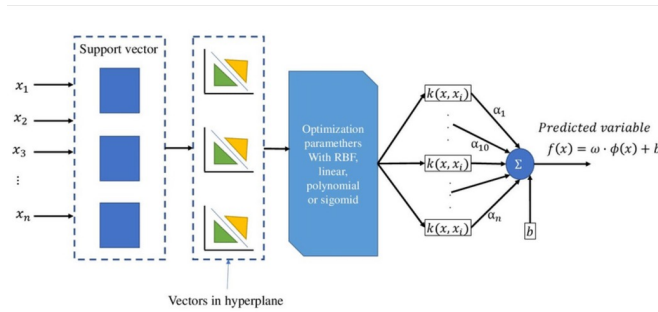 Support vector
x₁
x₂
x₃
⋮
xₙ
Vectors in hyperplane
Optimization
paramethers
With RBF,
linear,
polynomial
or sigomid
k(x, xᵢ)
k(x, xᵢ)
k(x, xᵢ)
α₁
α₁₀
αₙ
Σ
b
Predicted variable
f(x) = ω · ϕ(x) + b